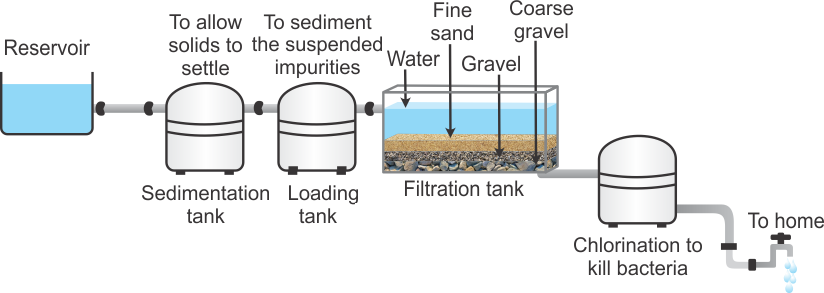 Reservoir
To allow
solids to
settle
To sediment
the suspended
impurities
Water
Fine
sand
Gravel
Coarse
gravel
Sedimentation
tank
Loading
tank
Filtration tank
Chlorination to
kill bacteria
To home